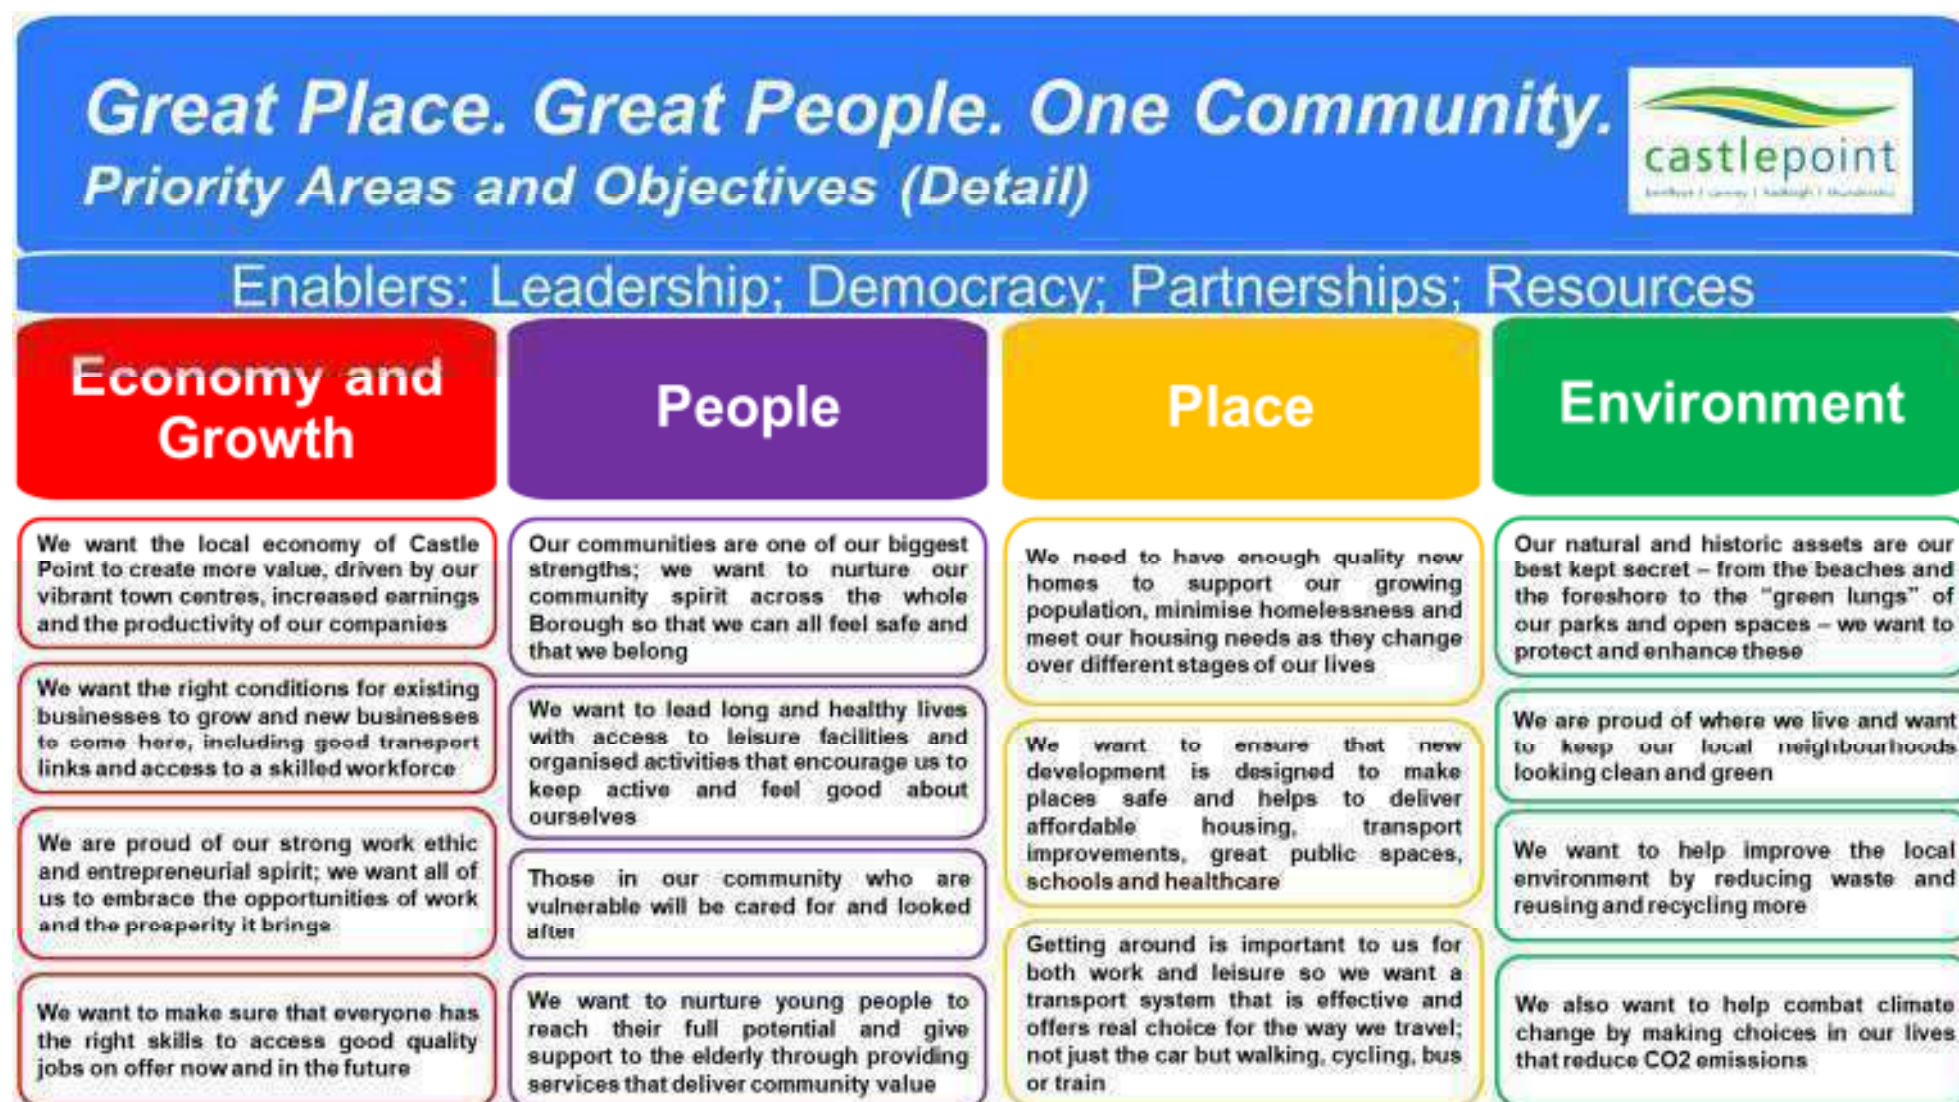 Great Place. Great People. One Community.
Priority Areas and Objectives (Detail)
castlepoint
Enablers: Leadership; Democracy; Partnerships; Resources
Economy and
Growth
We want the local economy of Castle
Point to create more value, driven by our
vibrant town centres, increased earnings
and the productivity of our companies
We want the right conditions for existing
businesses to grow and new businesses
to come here, including good transport
links and access to a skilled workforce
We are proud of our strong work ethic
and entrepreneurial spirit; we want all of
us to embrace the opportunities of work
and the prosperity it brings
We want to make sure that everyone has
the right skills to access good quality
jobs on offer now and in the future
People
Our communities are one of our biggest
strengths; we want to nurture our
community spirit across the whole
Borough so that we can all feel safe and
that we belong
We want to lead long and healthy lives
with access to leisure facilities and
organised activities that encourage us to
keep active and feel good about
ourselves
Those in our community who are
vulnerable will be cared for and looked
after
We want to nurture young people to
reach their full potential and give
support to the elderly through providing
services that deliver community value
Place
We need to have enough quality new
homes to support our growing
population, minimise homelessness and
meet our housing needs as they change
over different stages of our lives
We want to ensure that new
development is designed to make
places safe and helps to deliver
affordable housing, transport
improvements, great public spaces,
schools and healthcare
Getting around is important to us for
both work and leisure so we want a
transport system that is effective and
offers real choice for the way we travel;
not just the car but walking, cycling, bus
or train
Environment
Our natural and historic assets are our
best kept secret – from the beaches and
the foreshore to the "green lungs" of
our parks and open spaces – we want to
protect and enhance these
We are proud of where we live and want
to keep our local neighbourhoods
looking clean and green
We want to help improve the local
environment by reducing waste and
reusing and recycling more
We also want to help combat climate
change by making choices in our lives
that reduce CO2 emissions